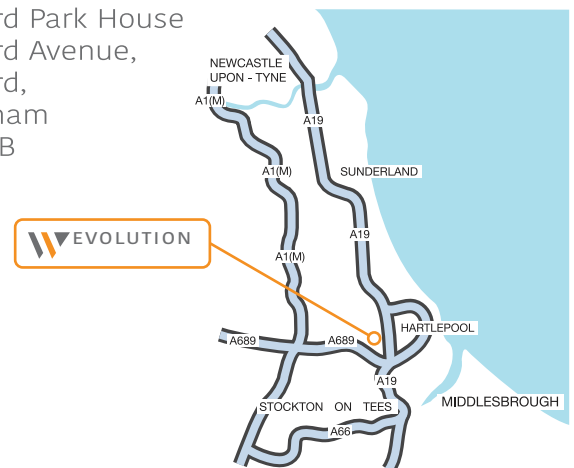 rd Park House
rd Avenue,
rd,
ham
B
NEWCASTLE
UPON - TYNE
A1(M)
A19
A1(M)
SUNDERLAND
EVOLUTION
A19
A1(M)
HARTLEPOOL
A689
A689
A19
STOCKTON ON TEES
MIDDLESBROUGH
A66